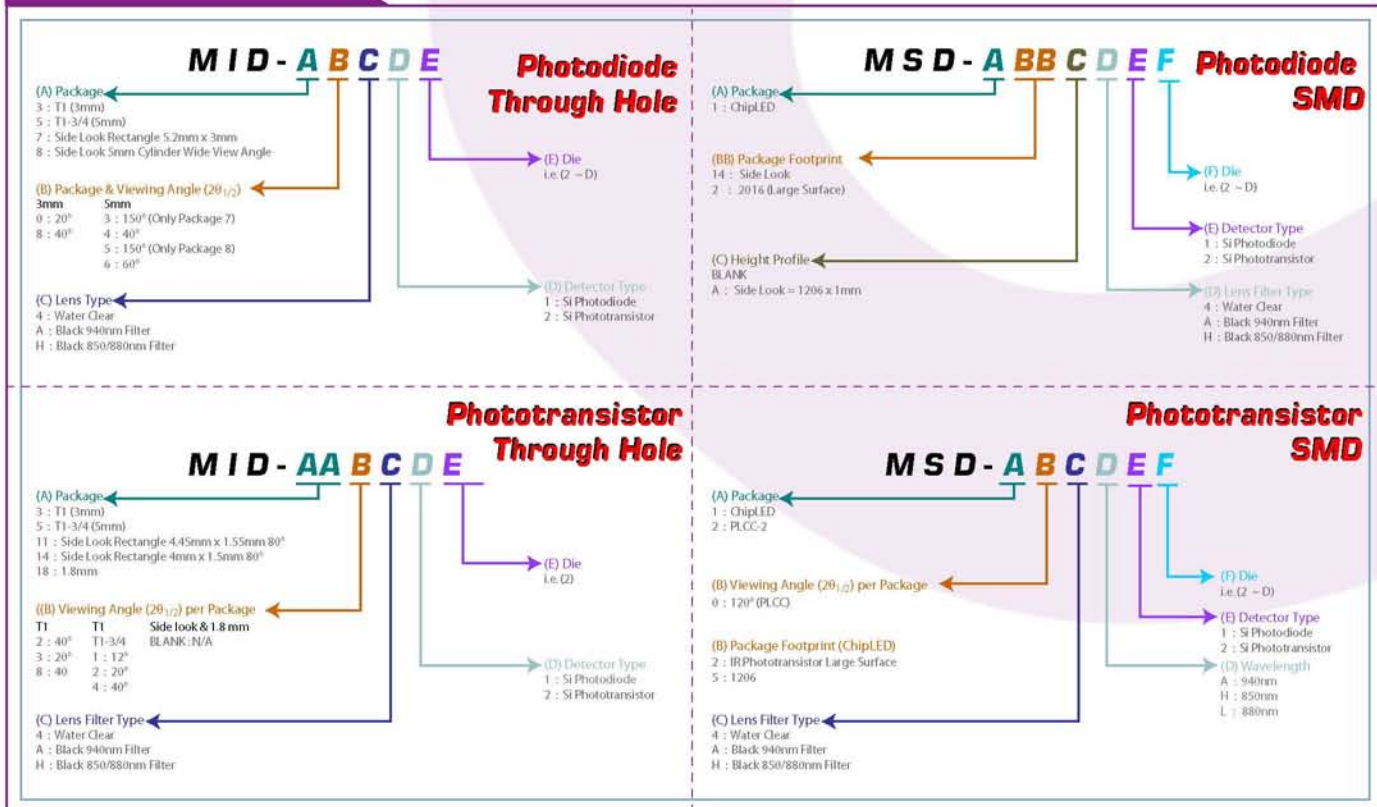 MID-ABCDE
Photodiode
Through Hole
(A) Package
3 : T1 (3mm)
5 : T1-3/4 (5mm)
7 : Side Look Rectangle 5.2mm x 3mm
8 : Side Look 5mm Cylinder Wide View Angle
(E) Die
i.e. (2 ~ D)
(B) Package & Viewing Angle (2θ1/2)
3mm 5mm
0 : 20° 3 : 150° (Only Package 7)
8 : 40° 4 : 40°
5 : 150° (Only Package 8)
6 : 60°
(D) Detector Type
1 : Si Photodiode
2 : Si Phototransistor
(C) Lens Type
4 : Water Clear
A : Black 940nm Filter
H : Black 850/880nm Filter
MSD-ABBCDEF
Photodiode
SMD
(A) Package
1 : ChipLED
(BB) Package Footprint
14 : Side Look
2 : 2016 (Large Surface)
(F) Die
i.e. (2 ~ D)
(E) Detector Type
1 : Si Photodiode
2 : Si Phototransistor
(C) Height Profile
BLANK
A : Side Look = 1206 x 1mm
(D) Lens Filter Type
4 : Water Clear
A : Black 940nm Filter
H : Black 850/880nm Filter
Phototransistor
Through Hole
MID-AABCDE
(A) Package
3 : T1 (3mm)
5 : T1-3/4 (5mm)
11 : Side Look Rectangle 4.45mm x 1.55mm 80°
14 : Side Look Rectangle 4mm x 1.5mm 80°
18 : 1.8mm
(E) Die
i.e. (2)
((B) Viewing Angle (2θ1/2) per Package
T1 T1 Side look & 1.8 mm
2 : 40° T1-3/4 BLANK : N/A
3 : 20° 1 : 12°
8 : 40 2 : 20°
4 : 40°
(D) Detector Type
1 : Si Photodiode
2 : Si Phototransistor
(C) Lens Filter Type
4 : Water Clear
A : Black 940nm Filter
H : Black 850/880nm Filter
Phototransistor
SMD
MSD-ABCDEF
(A) Package
1 : ChipLED
2 : PLCC-2
(B) Viewing Angle (2θ1/2) per Package
0 : 120° (PLCC)
(F) Die
i.e. (2 ~ D)
(E) Detector Type
1 : Si Photodiode
2 : Si Phototransistor
(B) Package Footprint (ChipLED)
2 : IR Phototransistor Large Surface
5 : 1206
(D) Wavelength
A : 940nm
H : 850nm
L : 880nm
(C) Lens Filter Type
4 : Water Clear
A : Black 940nm Filter
H : Black 850/880nm Filter